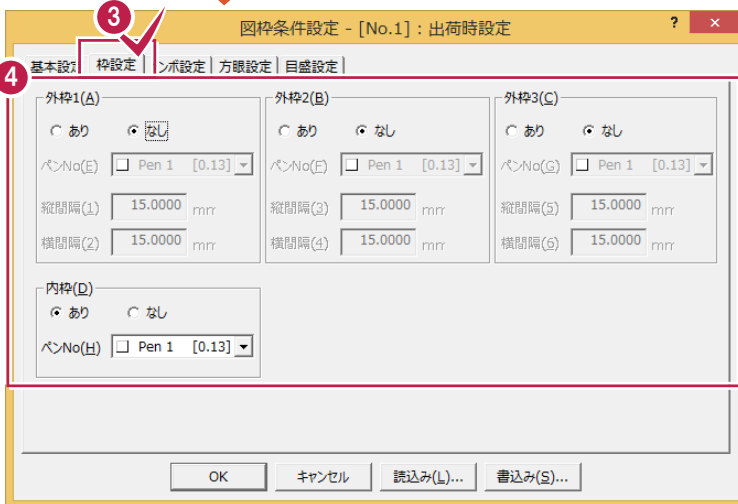 3
図枠条件設定 - [No.1] : 出荷時設定 ? ×
4
基本設定 枠設定 ンボ設定 方眼設定 目盛設定
外枠1(A) 外枠2(B) 外枠3(C)
あり なし あり なし あり なし
ペンNo(E) Pen 1 [0.13] ペンNo(F) Pen 1 [0.13] ペンNo(G) Pen 1 [0.13]
縦間隔(1) 15.0000 mm 縦間隔(3) 15.0000 mm 縦間隔(5) 15.0000 mm
横間隔(2) 15.0000 mm 横間隔(4) 15.0000 mm 横間隔(6) 15.0000 mm
内枠(D)
あり なし
ペンNo(H) Pen 1 [0.13]
OK キャンセル 読込み(L)... 書込み(S)...